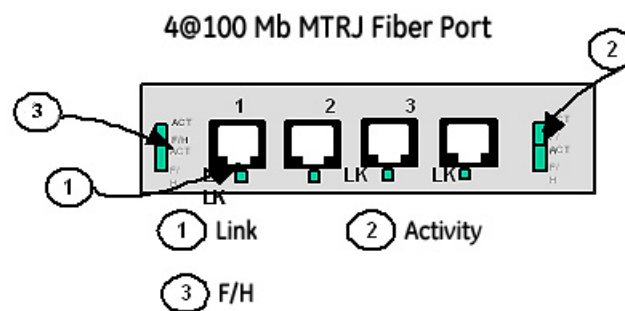 4@100 Mb MTRJ Fiber Port
2
3
1 2 3
ACT
F/H
ACT
F/
H
ACT
F/
H
1
LK LK LK
LK
1 Link 2 Activity
3 F/H